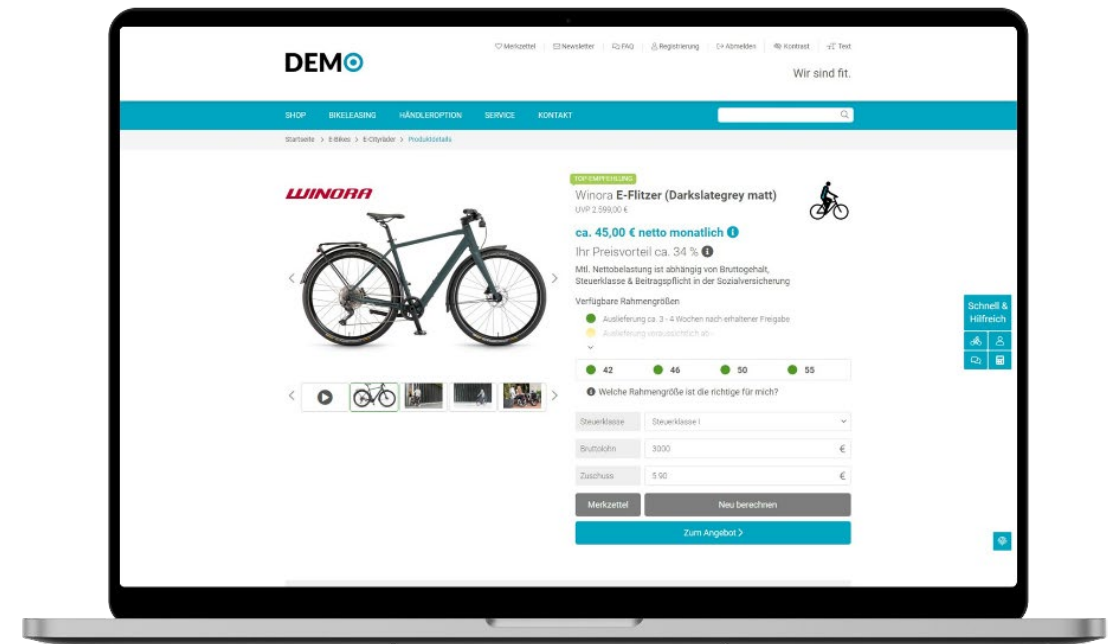 Merkzettel Newsletter FAQ Registrierung Abmelden Kontrast Text
DEMO
Wir sind fit.
SHOP BIKELEASING HÄNDLEROPTION SERVICE KONTAKT
Startseite > E-Bikes > E-Cityräder > Produktdetails
TOP EMPFEHLUNG
WINORA
Winora E-Flitzer (Darkslategrey matt)
UVP 2.599,00 €
ca. 45,00 € netto monatlich
Ihr Preisvorteil ca. 34 %
Mtl. Nettobelastung ist abhängig von Bruttogehalt,
Steuerklasse & Beitragspflicht in der Sozialversicherung
Verfügbare Rahmengrößen
Auslieferung ca. 3 - 4 Wochen nach erhaltener Freigabe
Auslieferung voraussichtlich ab
42 46 50 55
Welche Rahmengröße ist die richtige für mich?
Steuerklasse Steuerklasse I
Bruttolohn 3000 €
Zuschuss 5.90 €
Merkzettel Neu berechnen
Zum Angebot >
Schnell &
Hilfreich